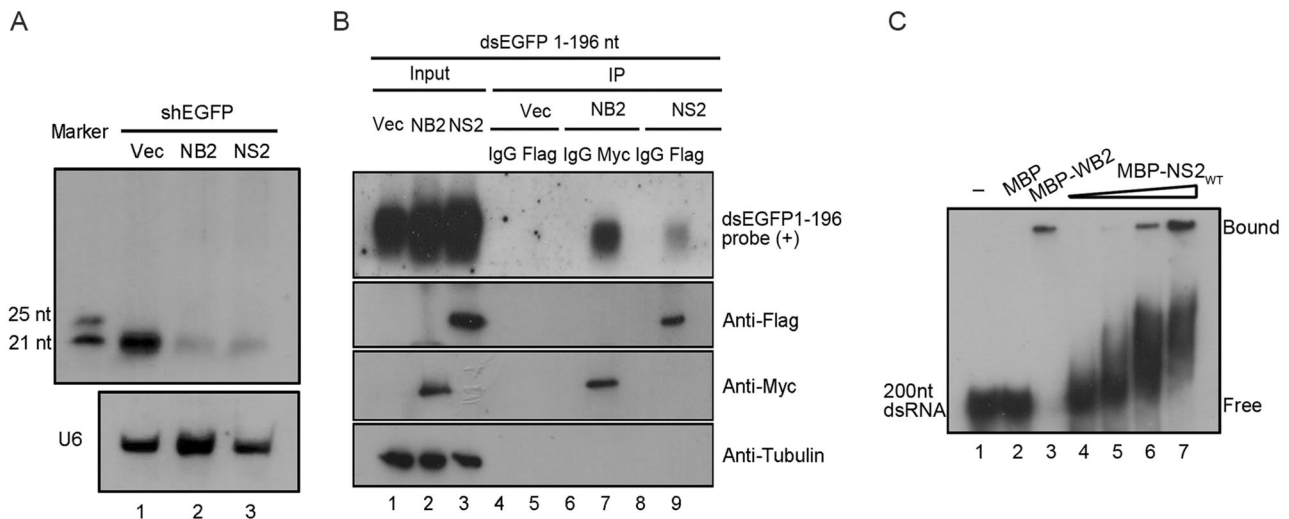 A
shEGFP
Marker
Vec NB2 NS2
25 nt
21 nt
U6
1 2 3
B
dsEGFP 1-196 nt
Input IP
Vec NB2 NS2 Vec NB2 NS2
IgG Flag IgG Myc IgG Flag
dsEGFP1-196
probe (+)
Anti-Flag
Anti-Myc
Anti-Tubulin
1 2 3 4 5 6 7 8 9
C
– MBP MBP-WB2 MBP-NS2WT
Bound
200nt
dsRNA
Free
1 2 3 4 5 6 7